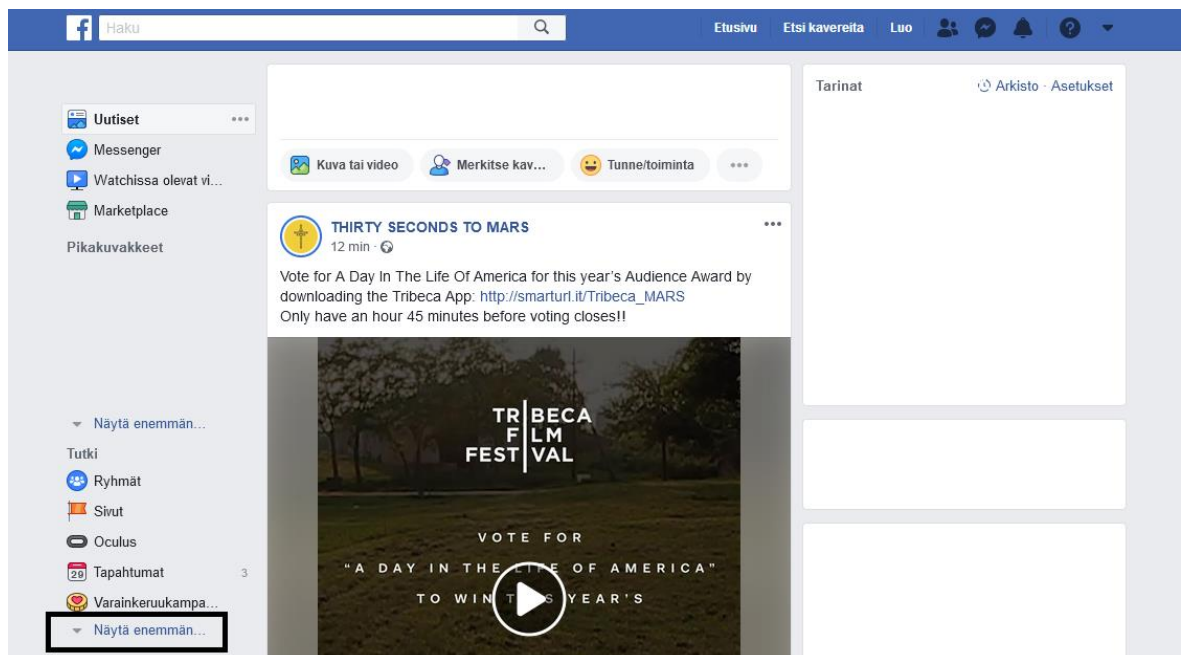 Haku
Etusivu
Etsi kavereita
Luo
Uutiset
Messenger
Watchissa olevat vi...
Marketplace
Pikakuvakkeet
Näytä enemmän...
Tutki
Ryhmät
Sivut
Oculus
29 Tapahtumat 3
Varainkeruukampa...
Näytä enemmän...
Kuva tai video
Merkitse kav...
Tunne/toiminta
THIRTY SECONDS TO MARS
12 min ·
Vote for A Day In The Life Of America for this year's Audience Award by
downloading the Tribeca App: http://smarturl.it/Tribeca_MARS
Only have an hour 45 minutes before voting closes!!
TRIBECA
FILM
FESTIVAL
VOTE FOR
"A DAY IN THE LIFE OF AMERICA"
TO WIN THIS YEAR'S
Tarinat
Arkisto · Asetukset